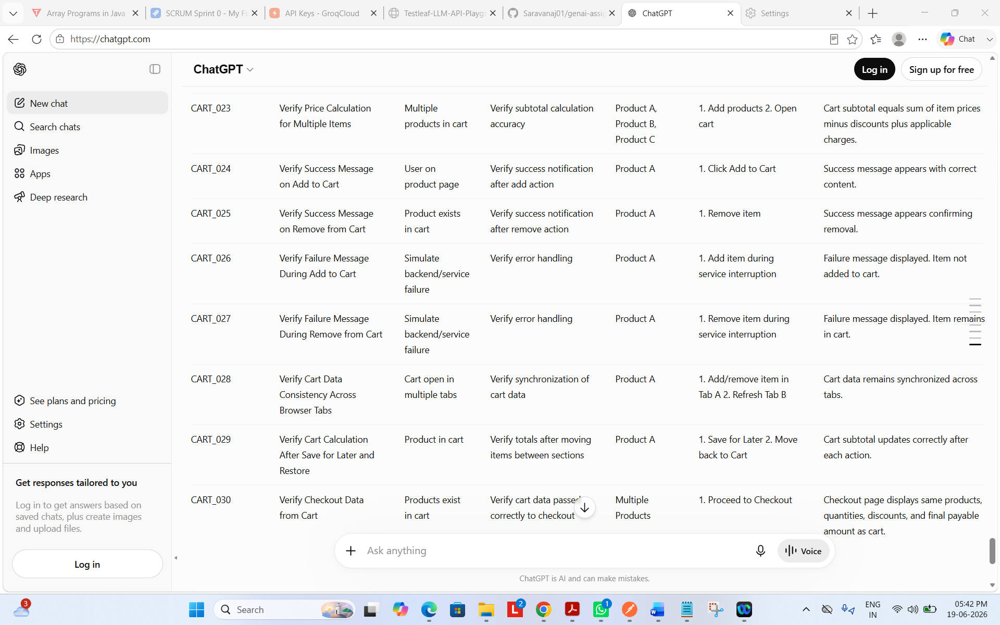 Array Programs in Java
SCRUM Sprint 0 - My Fi
API Keys - GroqCloud
Testleaf-LLM-API-Playgr
Saravanaj01/genai-assig
ChatGPT
Settings
https://chatgpt.com
Chat
ChatGPT
Log in
Sign up for free
New chat
Search chats
Images
Apps
Deep research
See plans and pricing
Settings
Help
Get responses tailored to you
Log in to get answers based on
saved chats, plus create images
and upload files.
Log in
CART_023
Verify Price Calculation
for Multiple Items
Multiple
products in cart
Verify subtotal calculation
accuracy
Product A,
Product B,
Product C
1. Add products 2. Open
cart
Cart subtotal equals sum of item prices
minus discounts plus applicable
charges.
CART_024
Verify Success Message
on Add to Cart
User on
product page
Verify success notification
after add action
Product A
1. Click Add to Cart
Success message appears with correct
content.
CART_025
Verify Success Message
on Remove from Cart
Product exists
in cart
Verify success notification
after remove action
Product A
1. Remove item
Success message appears confirming
removal.
CART_026
Verify Failure Message
During Add to Cart
Simulate
backend/service
failure
Verify error handling
Product A
1. Add item during
service interruption
Failure message displayed. Item not
added to cart.
CART_027
Verify Failure Message
During Remove from Cart
Simulate
backend/service
failure
Verify error handling
Product A
1. Remove item during
service interruption
Failure message displayed. Item remains
in cart.
CART_028
Verify Cart Data
Consistency Across
Browser Tabs
Cart open in
multiple tabs
Verify synchronization of
cart data
Product A
1. Add/remove item in
Tab A 2. Refresh Tab B
Cart data remains synchronized across
tabs.
CART_029
Verify Cart Calculation
After Save for Later and
Restore
Product in cart
Verify totals after moving
items between sections
Product A
1. Save for Later 2. Move
back to Cart
Cart subtotal updates correctly after
each action.
CART_030
Verify Checkout Data
from Cart
Products exist
in cart
Verify cart data passed
correctly to checkout
Multiple
Products
1. Proceed to Checkout
Checkout page displays same products,
quantities, discounts, and final payable
amount as cart.
Ask anything
Voice
ChatGPT is AI and can make mistakes.
3
Search
L
2
1
ENG
IN
05:42 PM
19-06-2026